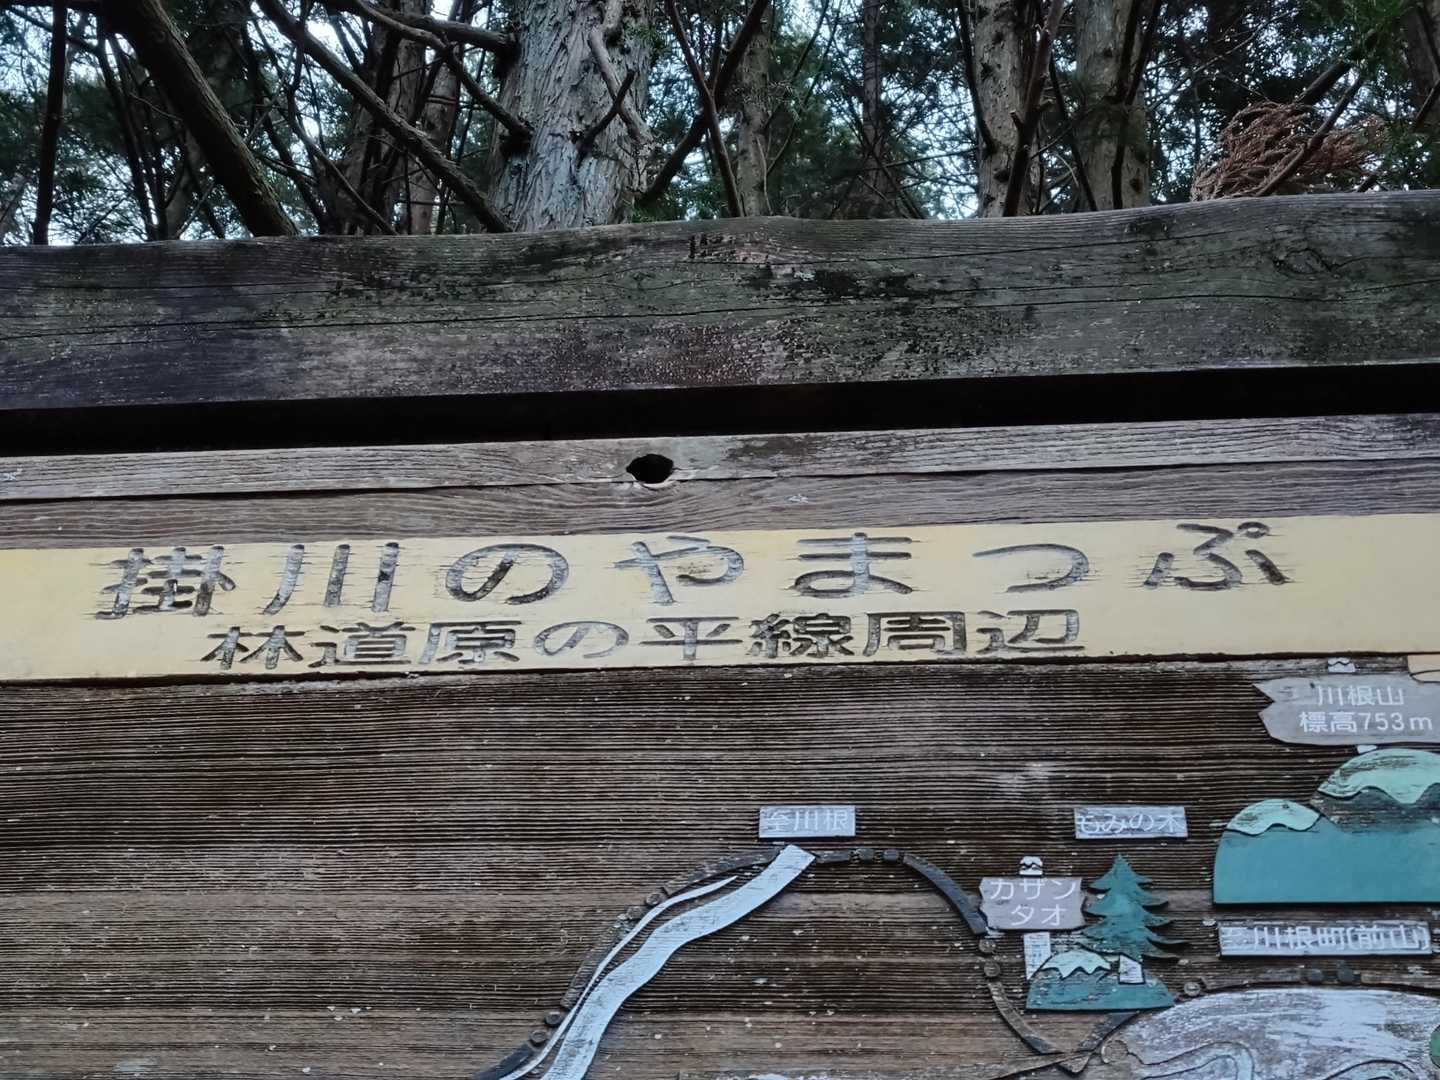 掛川のやまっぷ
林道原の平線周辺
川根山
標高753m
至川根
もみの木
カザン
タオ
至川根町(前山)